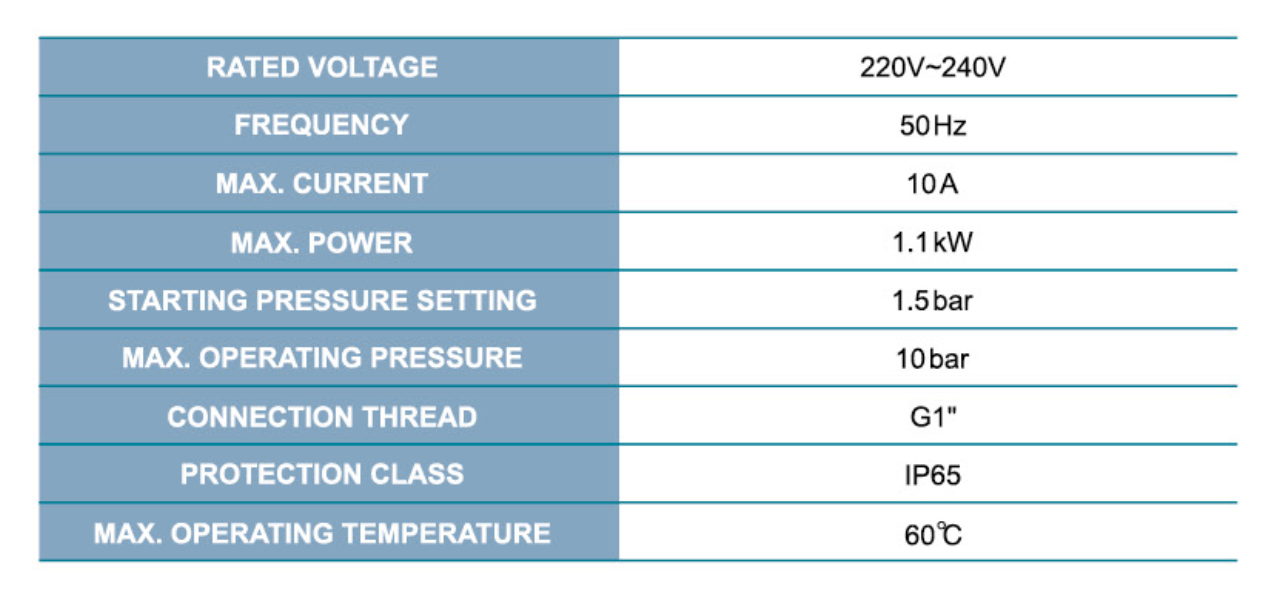 RATED VOLTAGE 220V~240V
FREQUENCY 50Hz
MAX. CURRENT 10A
MAX. POWER 1.1kW
STARTING PRESSURE SETTING 1.5bar
MAX. OPERATING PRESSURE 10bar
CONNECTION THREAD G1"
PROTECTION CLASS IP65
MAX. OPERATING TEMPERATURE 60℃